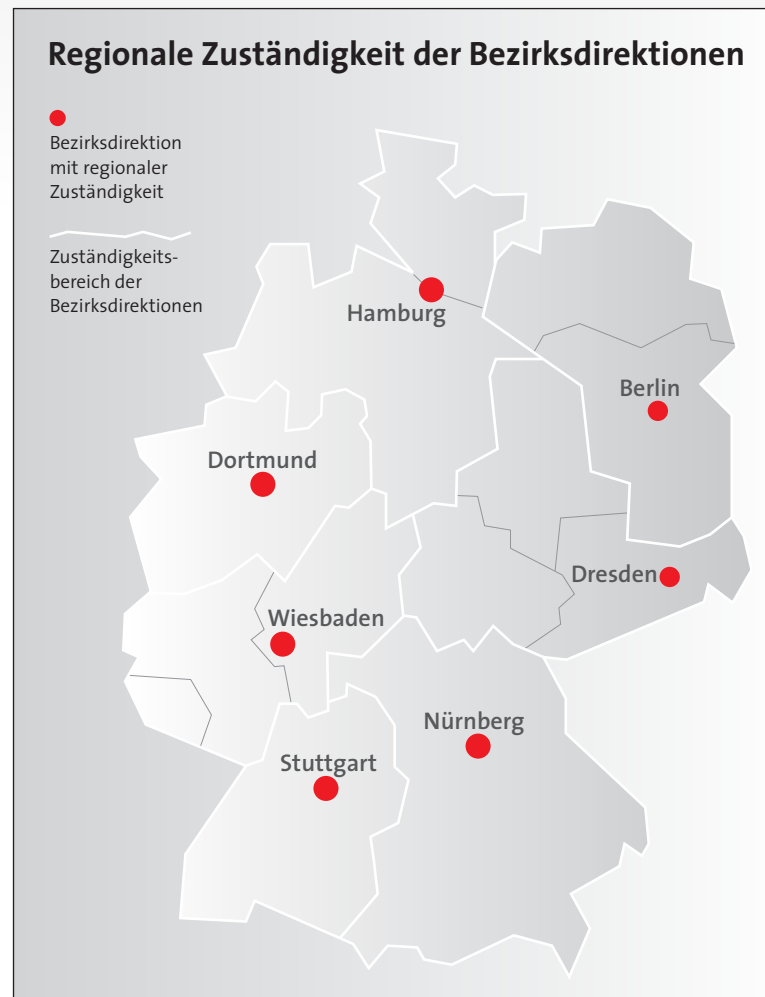 Regionale Zuständigkeit der Bezirksdirektionen
Bezirksdirektion
mit regionaler
Zuständigkeit
Zuständigkeits-
bereich der
Bezirksdirektionen
Hamburg
Berlin
Dortmund
Dresden
Wiesbaden
Nürnberg
Stuttgart